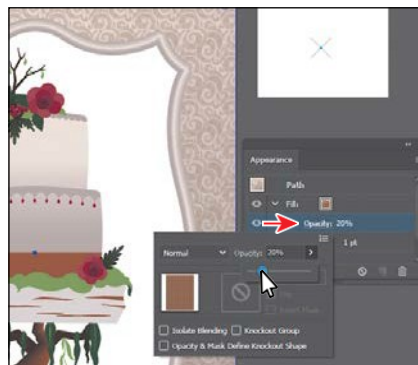 Appearance
Path
Fill
Opacity: 20%
1 pt
Normal
Opacity: 20%
Isolate Blending
Knockout Group
Opacity & Mask Define Knockout Shape